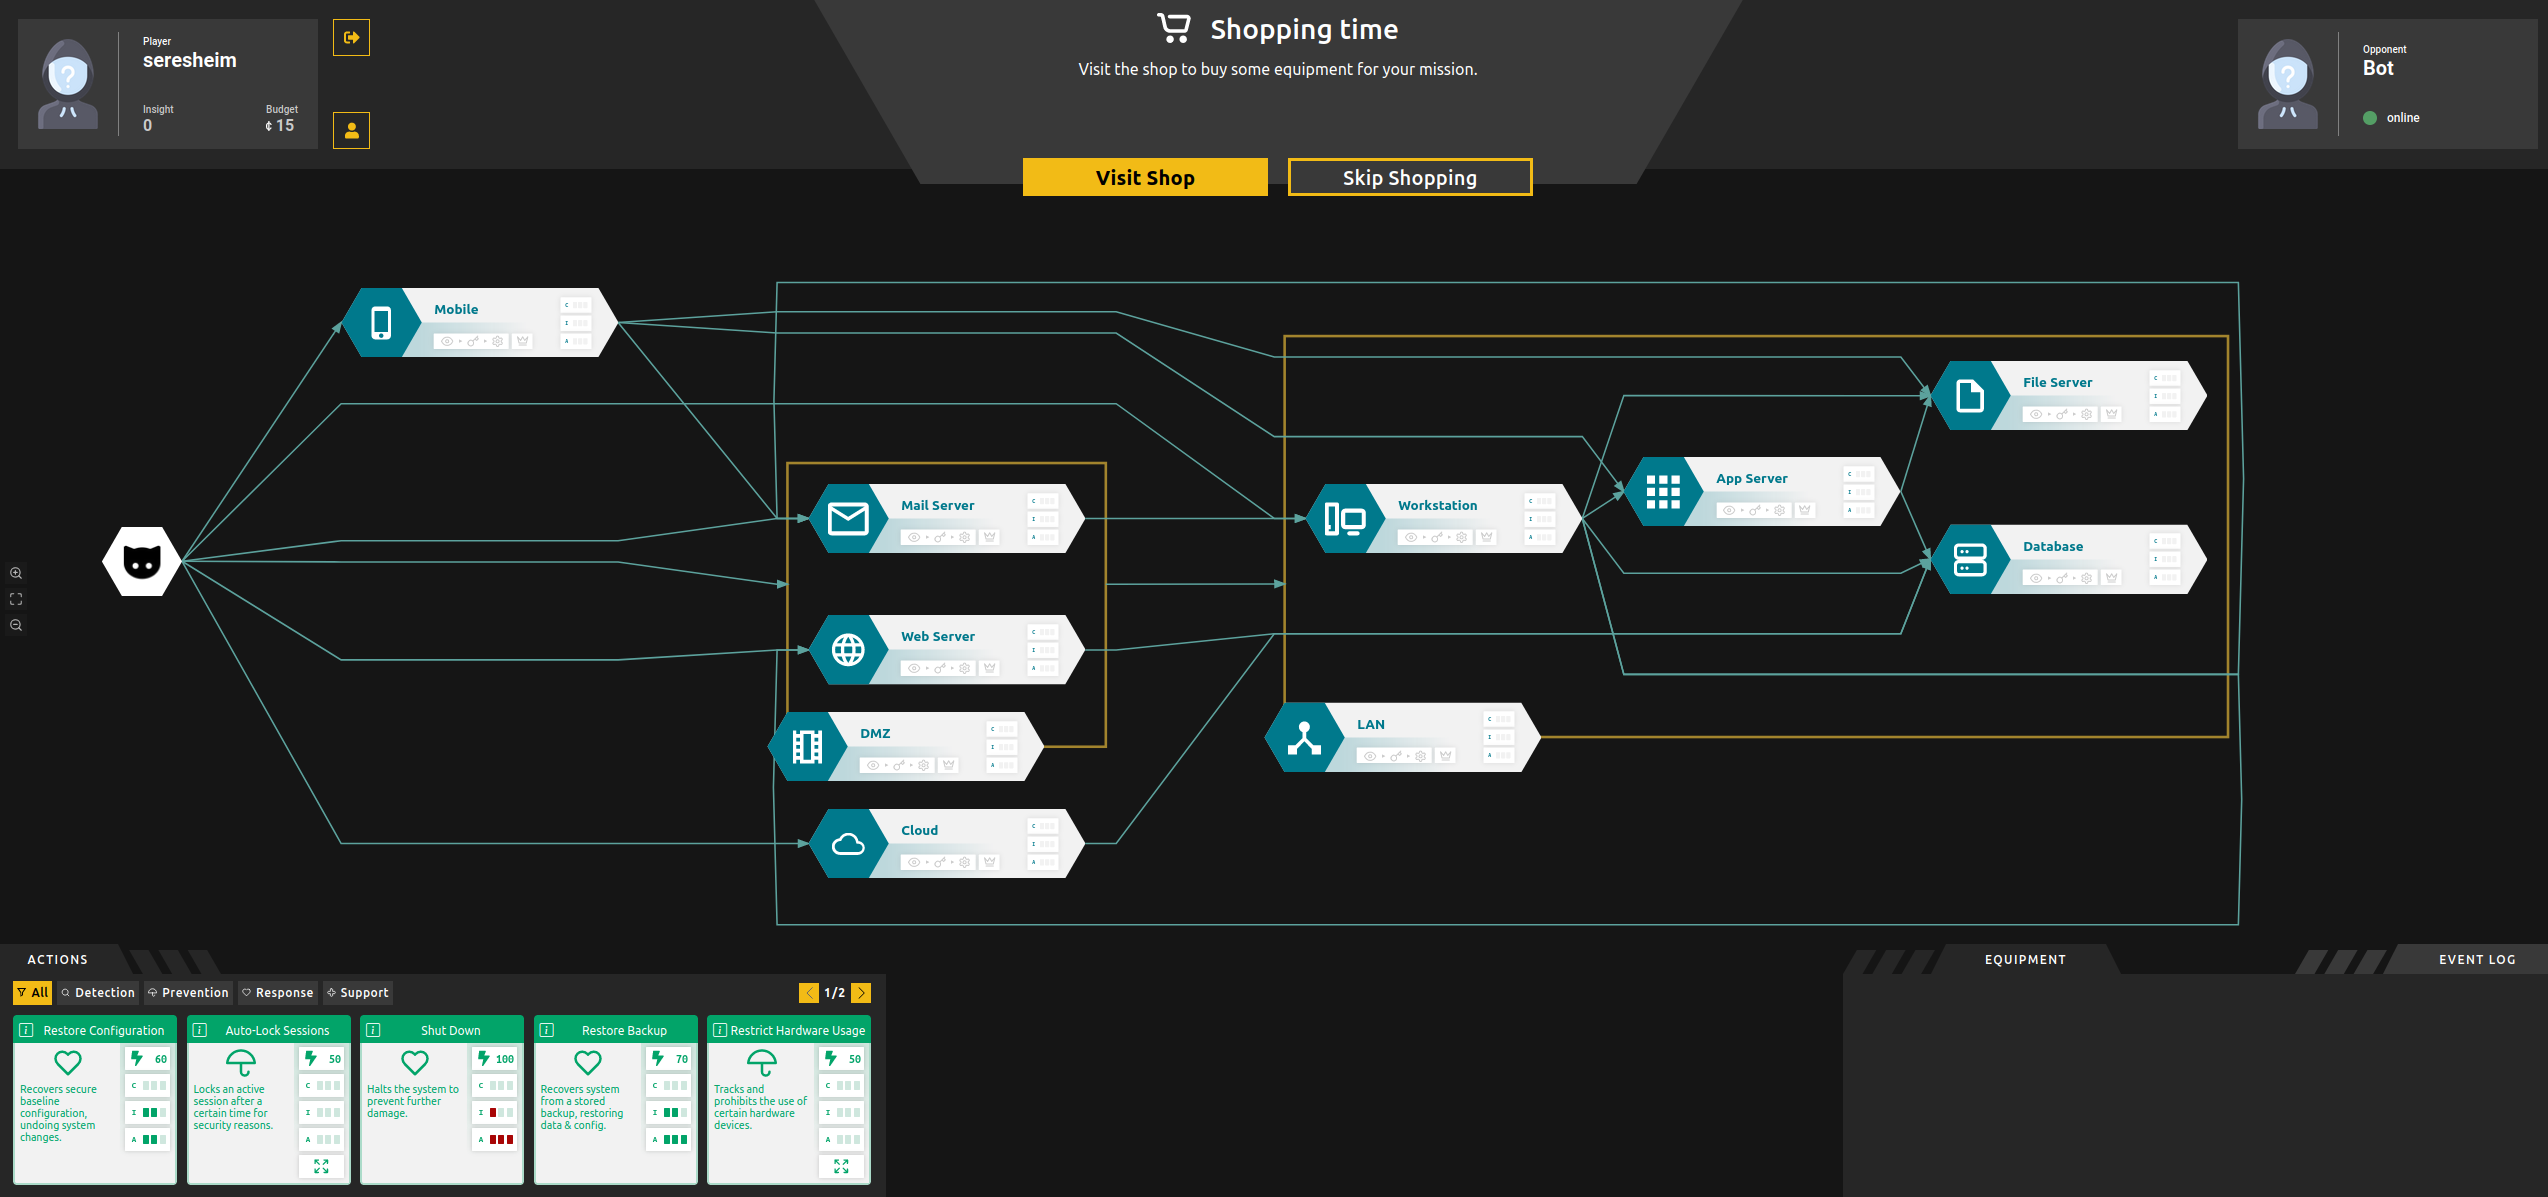 Player
seresheim
Insight
0
Budget
¢ 15
Shopping time
Visit the shop to buy some equipment for your mission.
Visit Shop
Skip Shopping
Opponent
Bot
online
Mobile
C
I
A
File Server
C
I
A
Mail Server
C
I
A
Workstation
C
I
A
App Server
C
I
A
Database
C
I
A
Web Server
C
I
A
DMZ
C
I
A
LAN
C
I
A
Cloud
C
I
A
ACTIONS
All
Detection
Prevention
Response
Support
1/2
Restore Configuration
60
Recovers secure
baseline
configuration,
undoing system
changes.
C
I
A
Auto-Lock Sessions
50
Locks an active
session after a
certain time for
security reasons.
C
I
A
Shut Down
100
Halts the system to
prevent further
damage.
C
I
A
Restore Backup
70
Recovers system
from a stored
backup, restoring
data & config.
C
I
A
Restrict Hardware Usage
50
Tracks and
prohibits the use of
certain hardware
devices.
C
I
A
EQUIPMENT
EVENT LOG